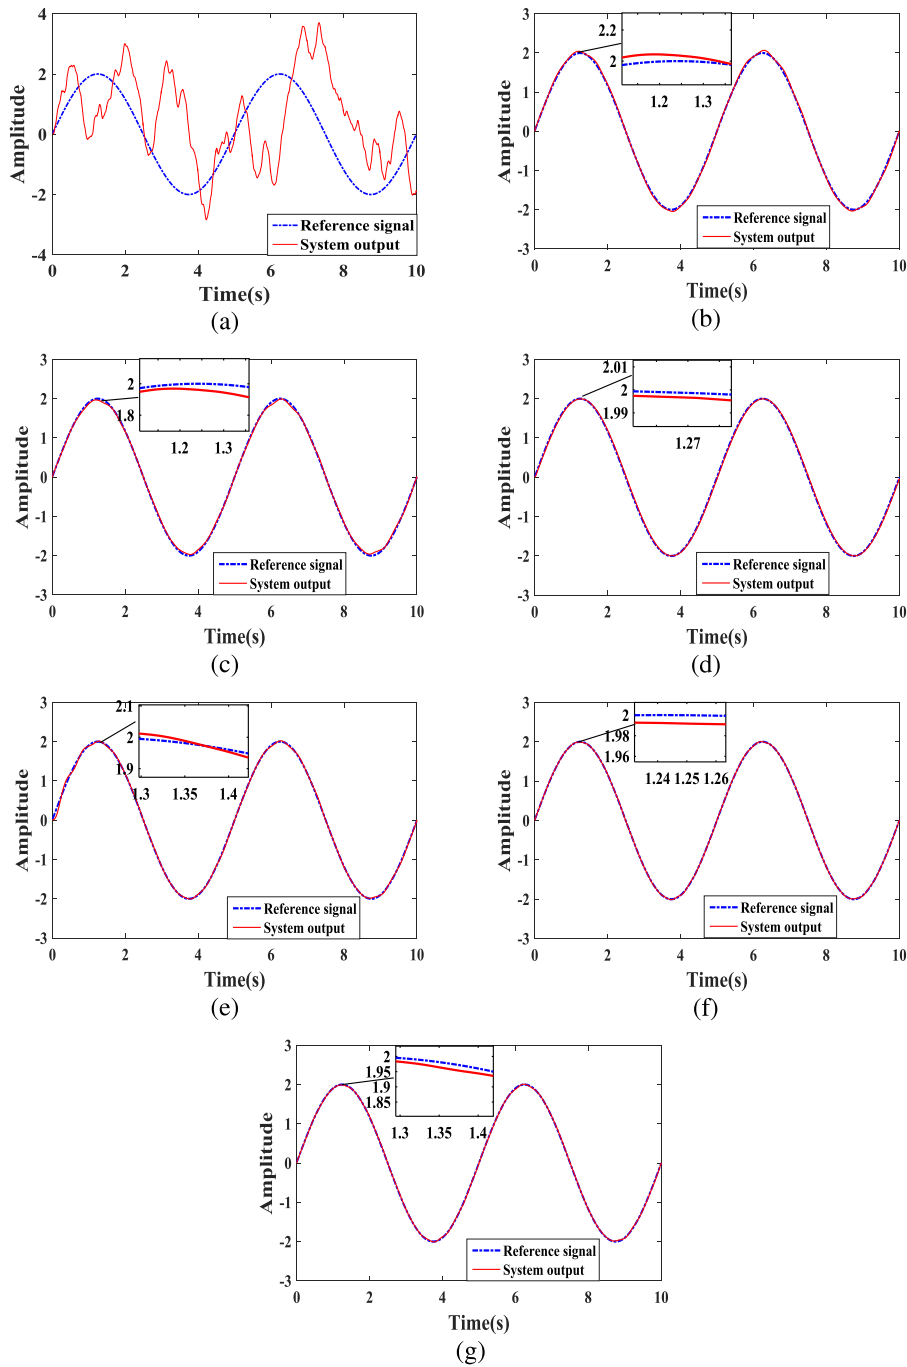 4
2
0
-2
-4
Amplitude
Reference signal
System output
0 2 4 6 8 10
Time(s)
(a)
3
2
1
0
-1
-2
-3
Amplitude
2.2
2
1.2 1.3
Reference signal
System output
0 2 4 6 8 10
Time(s)
(b)
3
2
1
0
-1
-2
-3
Amplitude
2
1.8
1.2 1.3
Reference signal
System output
0 2 4 6 8 10
Time(s)
(c)
3
2
1
0
-1
-2
-3
Amplitude
2.01
2
1.99
1.27
Reference signal
System output
0 2 4 6 8 10
Time(s)
(d)
3
2
1
0
-1
-2
-3
Amplitude
2.1
2
1.9
1.3 1.35 1.4
Reference signal
System output
0 2 4 6 8 10
Time(s)
(e)
3
2
1
0
-1
-2
-3
Amplitude
2
1.98
1.96
1.24 1.25 1.26
Reference signal
System output
0 2 4 6 8 10
Time(s)
(f)
3
2
1
0
-1
-2
-3
Amplitude
2
1.95
1.9
1.85
1.3 1.35 1.4
Reference signal
System output
0 2 4 6 8 10
Time(s)
(g)